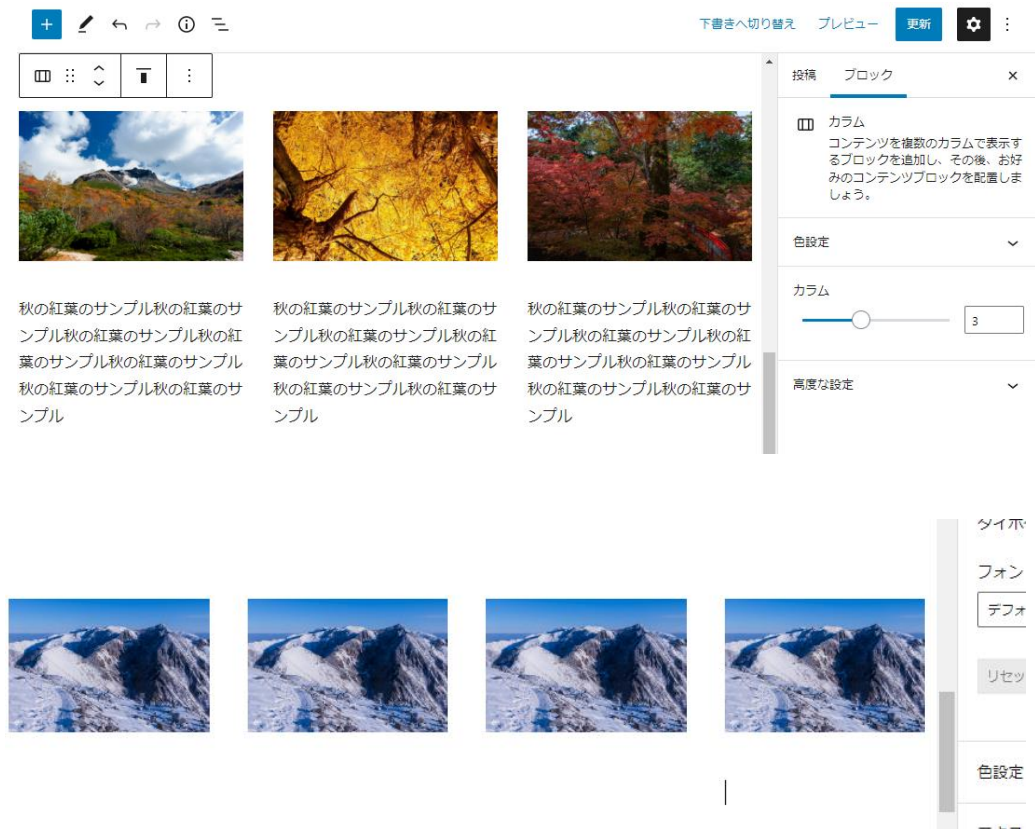 下書きへ切り替え プレビュー 更新
投稿 ブロック
カラム
コンテンツを複数のカラムで表示す
るブロックを追加し、その後、お好
みのコンテンツブロックを配置しま
しょう。
色設定
カラム
3
高度な設定
秋の紅葉のサンプル秋の紅葉のサ
ンプル秋の紅葉のサンプル秋の紅
葉のサンプル秋の紅葉のサンプル
秋の紅葉のサンプル秋の紅葉のサ
ンプル
秋の紅葉のサンプル秋の紅葉のサ
ンプル秋の紅葉のサンプル秋の紅
葉のサンプル秋の紅葉のサンプル
秋の紅葉のサンプル秋の紅葉のサ
ンプル
秋の紅葉のサンプル秋の紅葉のサ
ンプル秋の紅葉のサンプル秋の紅
葉のサンプル秋の紅葉のサンプル
秋の紅葉のサンプル秋の紅葉のサ
ンプル
フォン
デフォ
リセッ
色設定